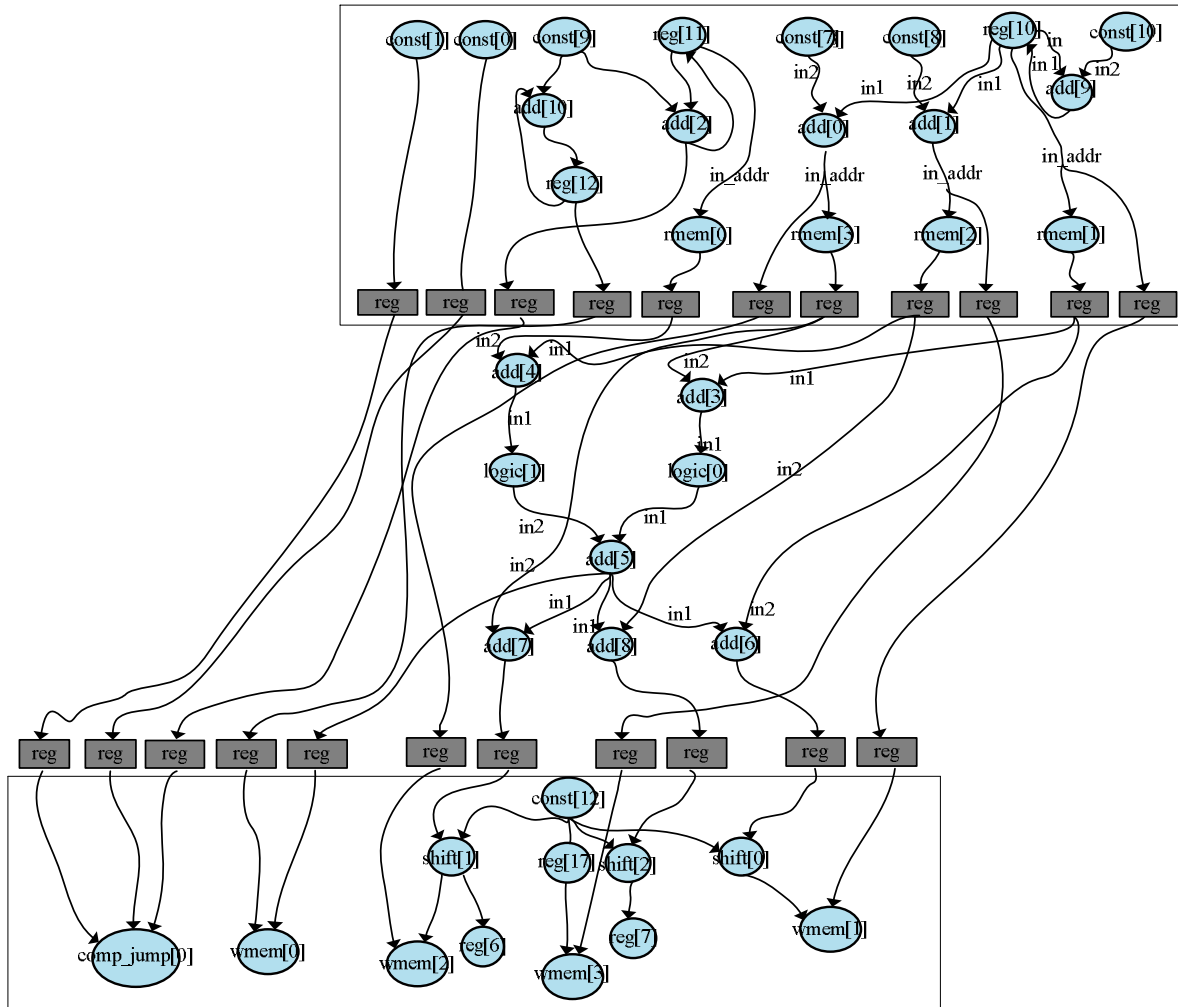 const[1]
const[0]
const[9]
reg[11]
const[7]
const[8]
reg[10]
const[10]
in2
in2
in1
in1
in
in1
in2
add[9]
add[10]
add[2]
add[0]
add[1]
reg[12]
in_addr
in_addr
in_addr
in_addr
rmem[0]
rmem[3]
rmem[2]
rmem[1]
reg
reg
reg
reg
reg
reg
reg
reg
reg
reg
reg
in2
in1
add[4]
in2
in1
add[3]
in1
in1
logic[1]
logic[0]
in2
in2
in1
add[5]
in2
in1
in1
in1
in2
add[7]
add[8]
add[6]
reg
reg
reg
reg
reg
reg
reg
reg
reg
reg
reg
const[12]
shift[1]
reg[17]
shift[2]
shift[0]
comp_jump[0]
wmem[0]
wmem[2]
reg[6]
wmem[3]
reg[7]
wmem[1]